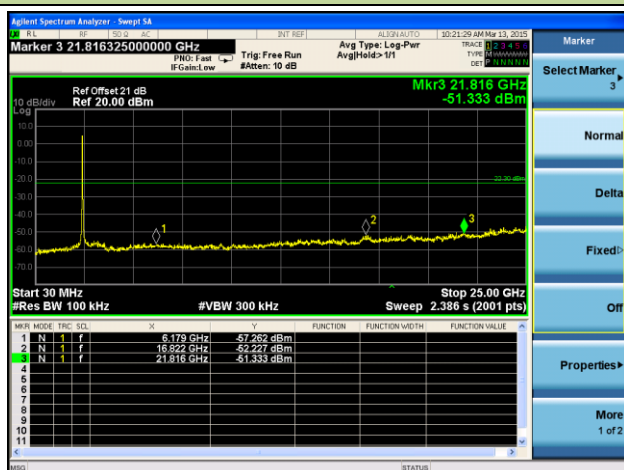 Agilent Spectrum Analyzer - Swept SA
RL RF 50 Ω AC INT REF ALIGN AUTO 10:21:29 AM Mar 13, 2015
Marker 3 21.816325000000 GHz
PNO: Fast Trig: Free Run Avg Type: Log-Pwr TRACE 1 2 3 4 5 6
IFGain:Low #Atten: 10 dB Avg|Hold:>1/1 TYPE M
DET P N N N N N
Ref Offset 21 dB Mkr3 21.816 GHz
10 dB/div Ref 20.00 dBm -51.333 dBm
Log
10.0
0.00
-10.0
-20.0
-22.30 dBm
-30.0
-40.0
-50.0
1
2
3
-60.0
-70.0
Start 30 MHz Stop 25.00 GHz
#Res BW 100 kHz #VBW 300 kHz Sweep 2.386 s (2001 pts)
MKR MODE TRC SCL X Y FUNCTION FUNCTION WIDTH FUNCTION VALUE
1 N 1 f 6.179 GHz -57.262 dBm
2 N 1 f 16.822 GHz -52.227 dBm
3 N 1 f 21.816 GHz -51.333 dBm
4
5
6
7
8
9
10
11
MSG STATUS
Marker
Select Marker
3
Normal
Delta
Fixed
Off
Properties
More
1 of 2